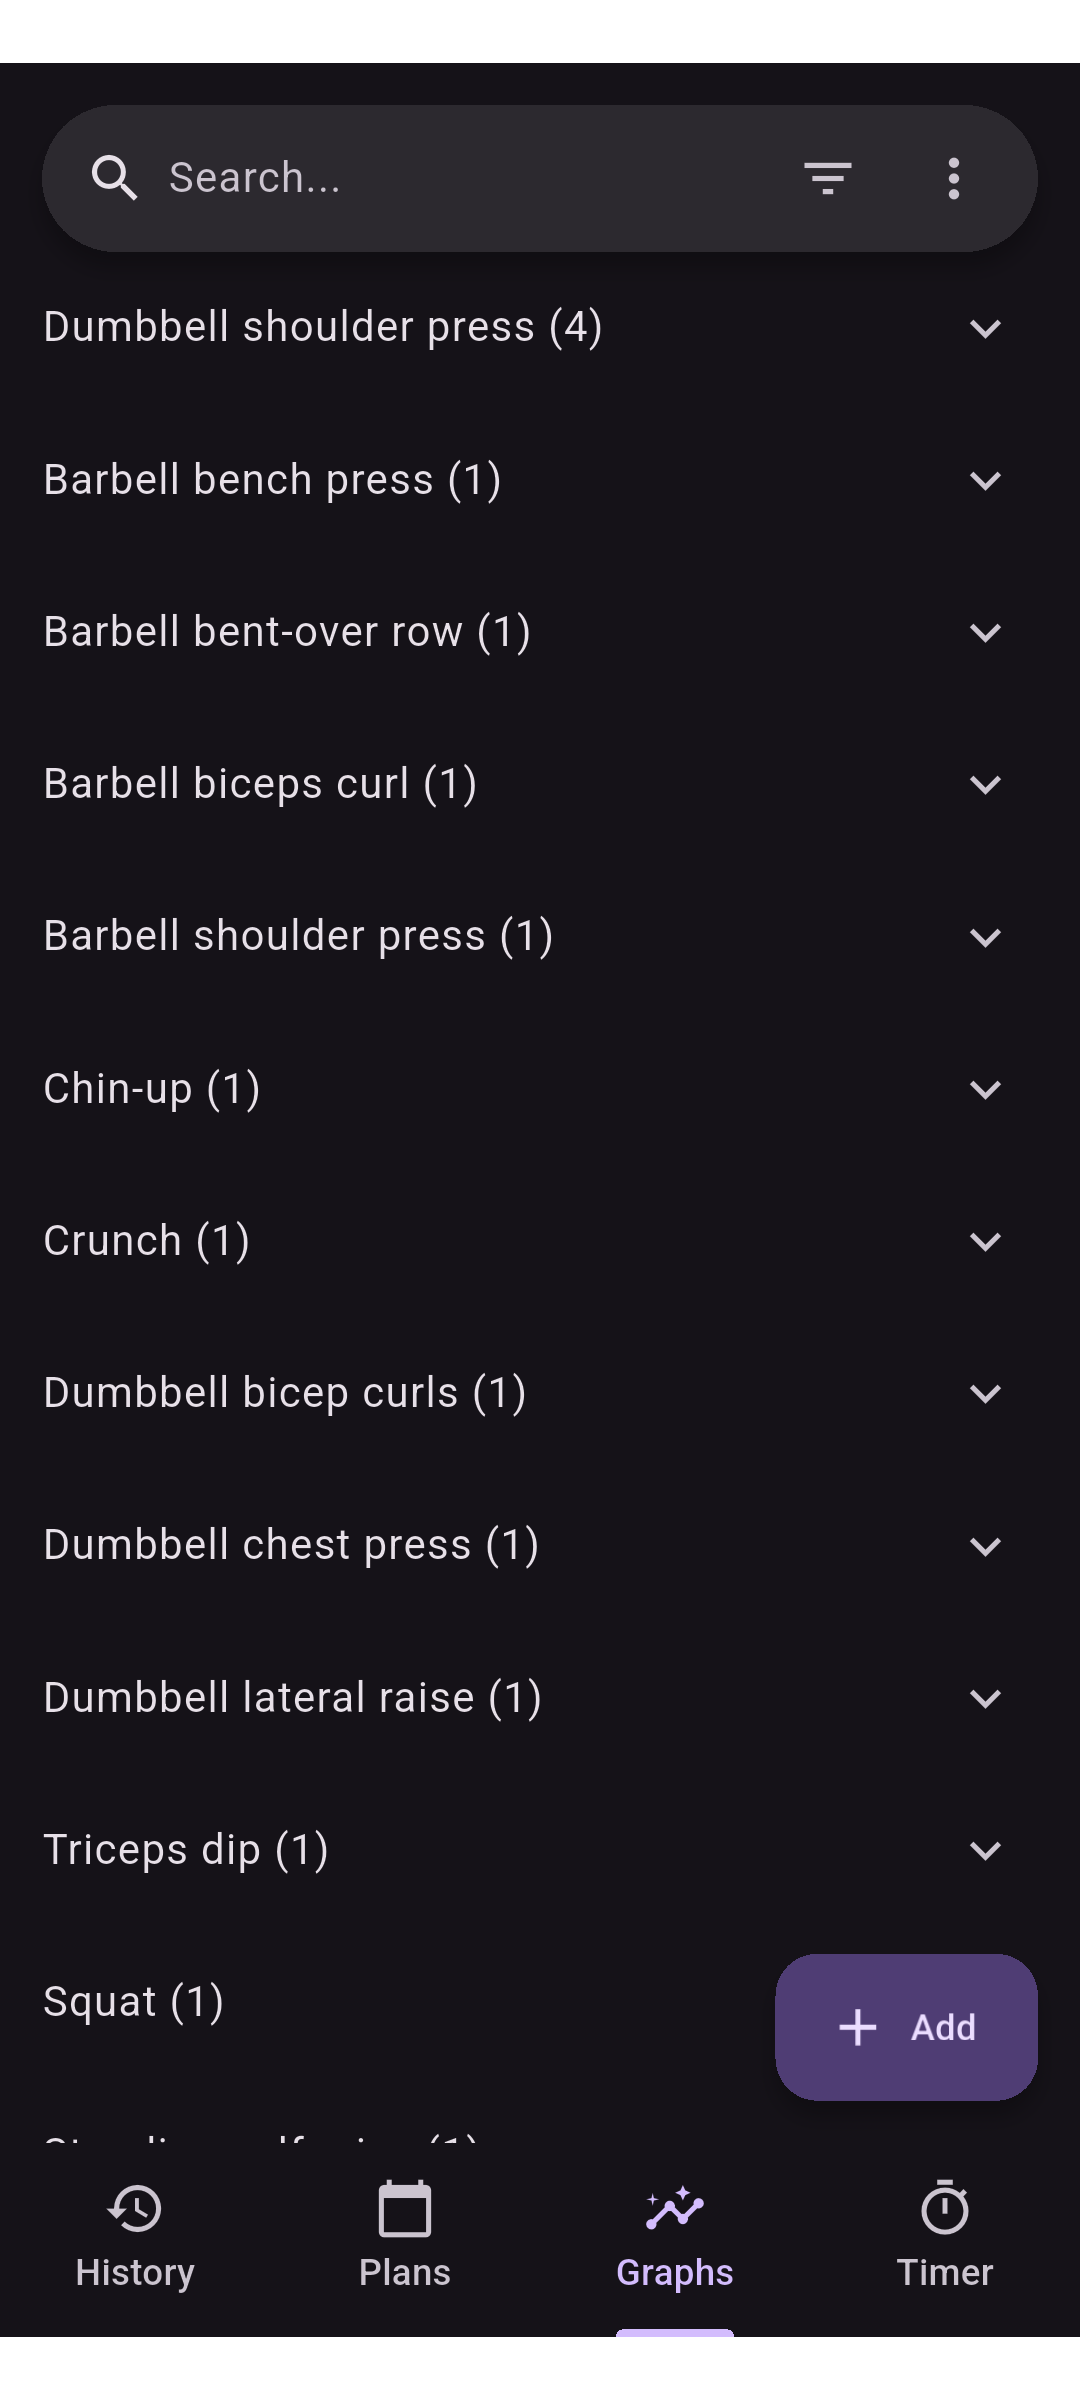 Search...
Dumbbell shoulder press (4)
Barbell bench press (1)
Barbell bent-over row (1)
Barbell biceps curl (1)
Barbell shoulder press (1)
Chin-up (1)
Crunch (1)
Dumbbell bicep curls (1)
Dumbbell chest press (1)
Dumbbell lateral raise (1)
Triceps dip (1)
Squat (1)
Add
History
Plans
Graphs
Timer